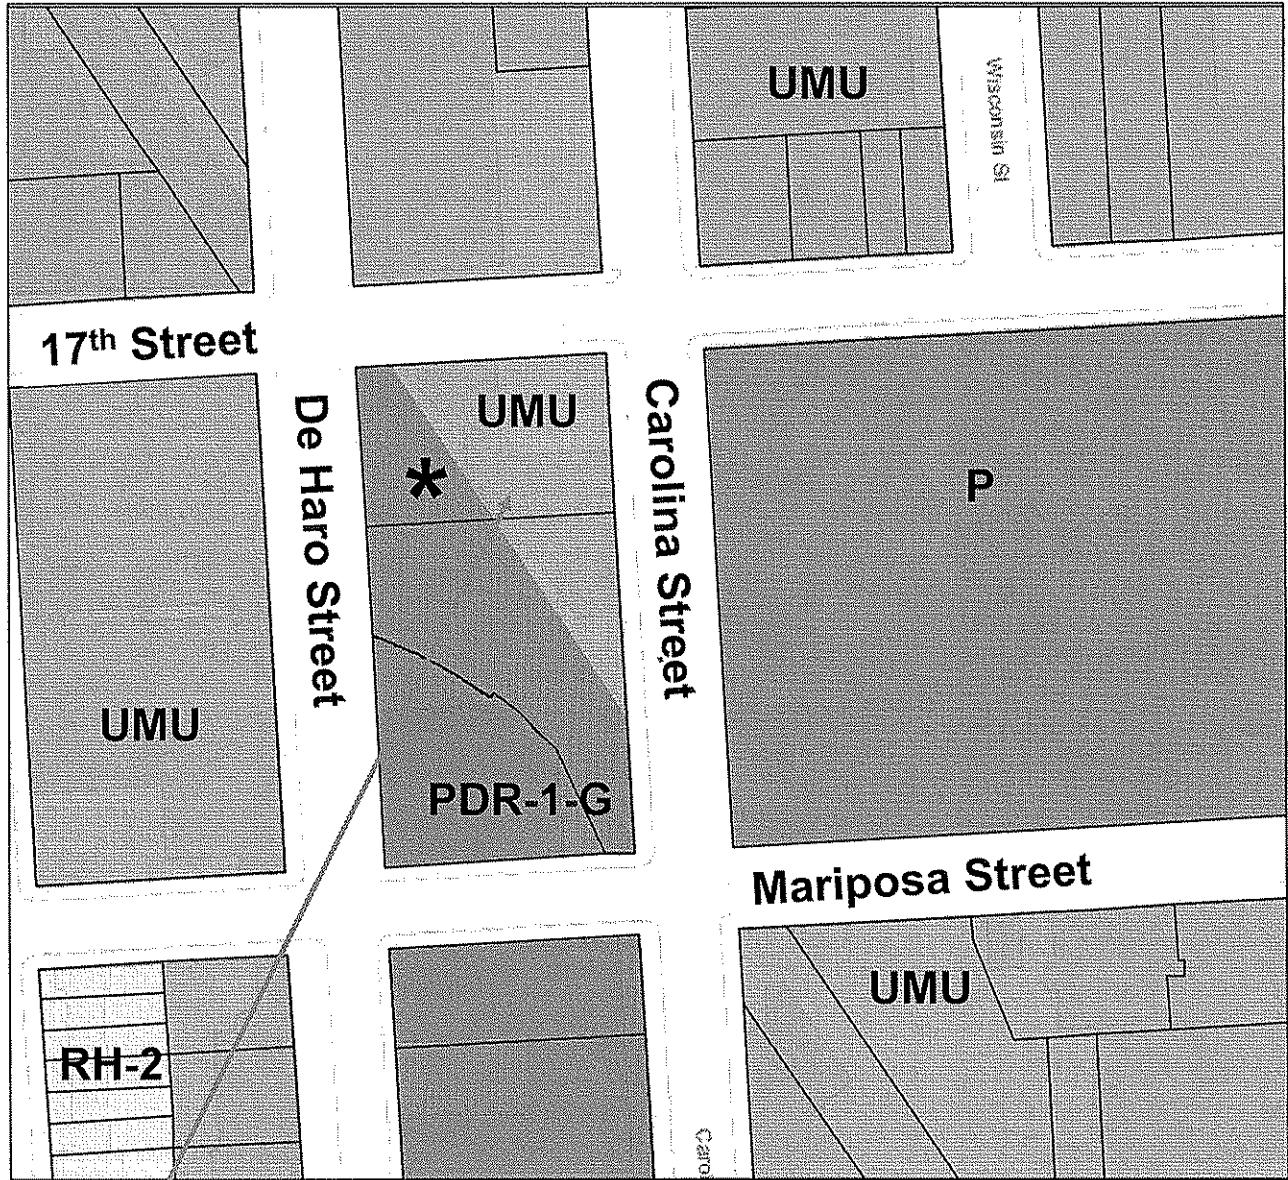 UMU
Wisconsin St
17th Street
De Haro Street
UMU
*
Carolina Street
P
UMU
PDR-1-G
Mariposa Street
UMU
RH-2
Caro